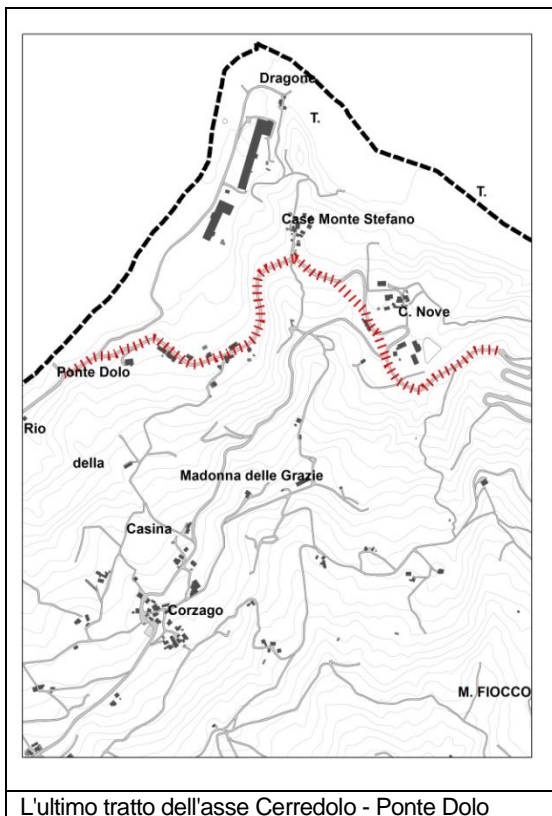 Dragone
T.
T.
Case Monte Stefano
C. Nove
Ponte Dolo
Rio
della
Madonna delle Grazie
Casina
Corzago
M. FIOCCO
L'ultimo tratto dell'asse Cerredolo - Ponte Dolo